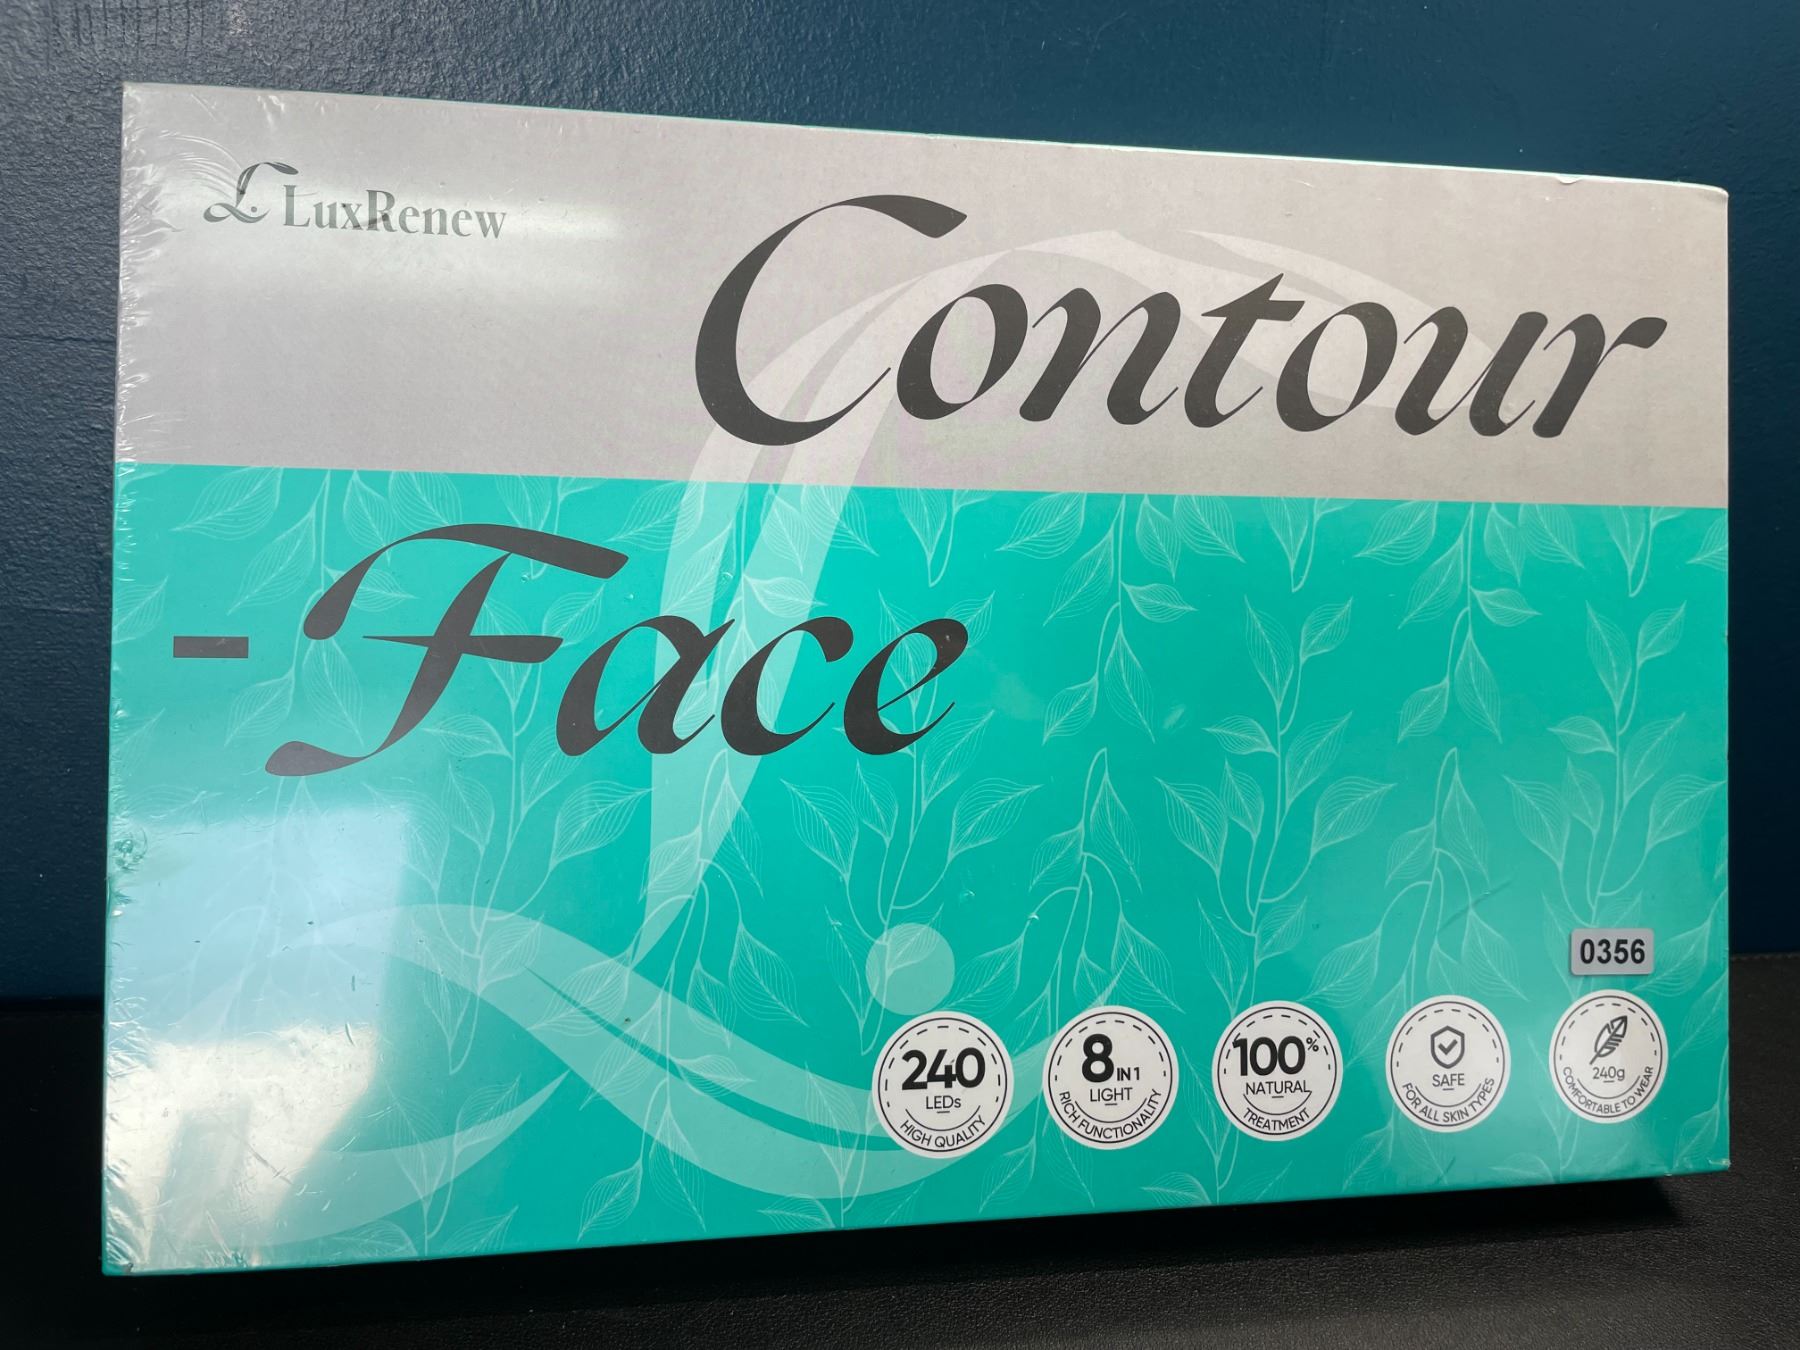 LuxRenew
Contour
-Face
0356
240
LEDs
HIGH QUALITY
8 IN 1
LIGHT
RICH FUNCTIONALITY
100%
NATURAL
TREATMENT
SAFE
FOR ALL SKIN TYPES
240g
COMFORTABLE TO WEAR